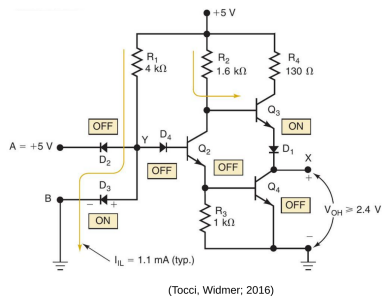 +5 V
R1
4 kΩ
R2
1.6 kΩ
R4
130 Ω
Q3
ON
OFF
A = +5 V
D2
Y
D4
OFF
Q2
OFF
D1
X
+
B
D3
− +
ON
R3
1 kΩ
Q4
OFF
VOH ≥ 2.4 V
−
IIL = 1.1 mA (typ.)
(Tocci, Widmer; 2016)